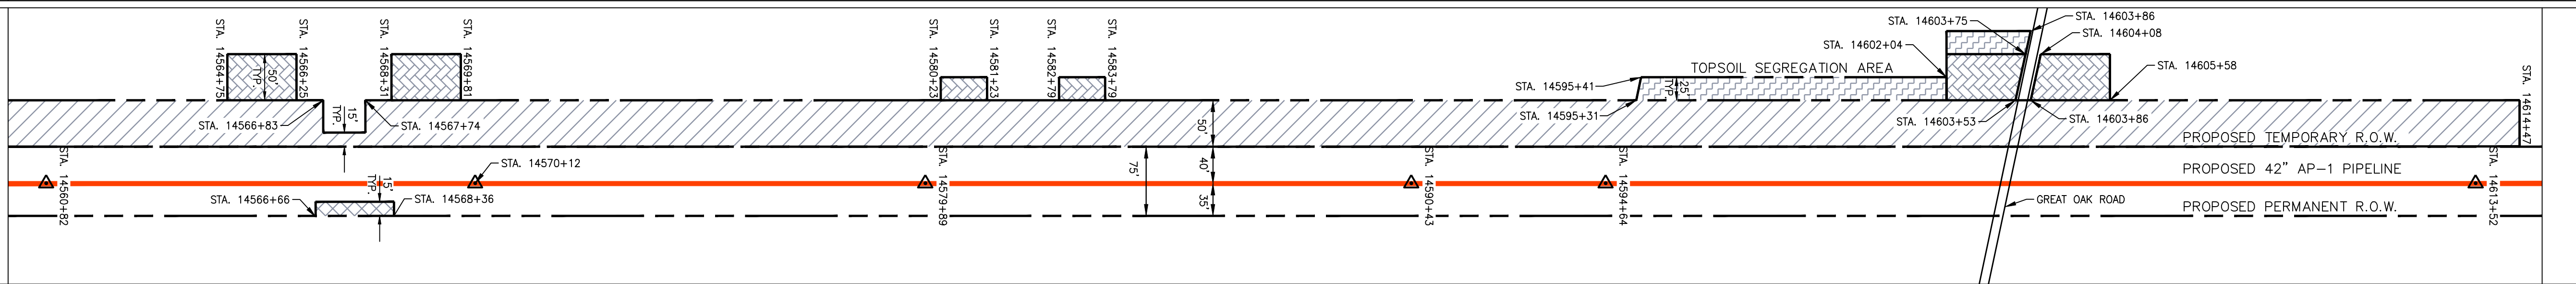 STA. 14564+75
STA. 14566+25
STA. 14568+31
STA. 14569+81
STA. 14580+23
STA. 14581+23
STA. 14582+79
STA. 14583+79
STA. 14603+75
STA. 14603+86
STA. 14604+08
STA. 14602+04
STA. 14605+58
STA. 14614+47
50'
TYP.
TOPSOIL SEGREGATION AREA
STA. 14595+41
25'
TYP.
STA. 14595+31
STA. 14566+83
15'
TYP.
STA. 14567+74
50'
STA. 14603+53
STA. 14603+86
PROPOSED TEMPORARY R.O.W.
STA. 14560+82
STA. 14570+12
STA. 14579+89
75'
40'
35'
STA. 14590+43
STA. 14594+64
PROPOSED 42" AP-1 PIPELINE
STA. 14613+52
STA. 14566+66
15'
TYP.
STA. 14568+36
GREAT OAK ROAD
PROPOSED PERMANENT R.O.W.